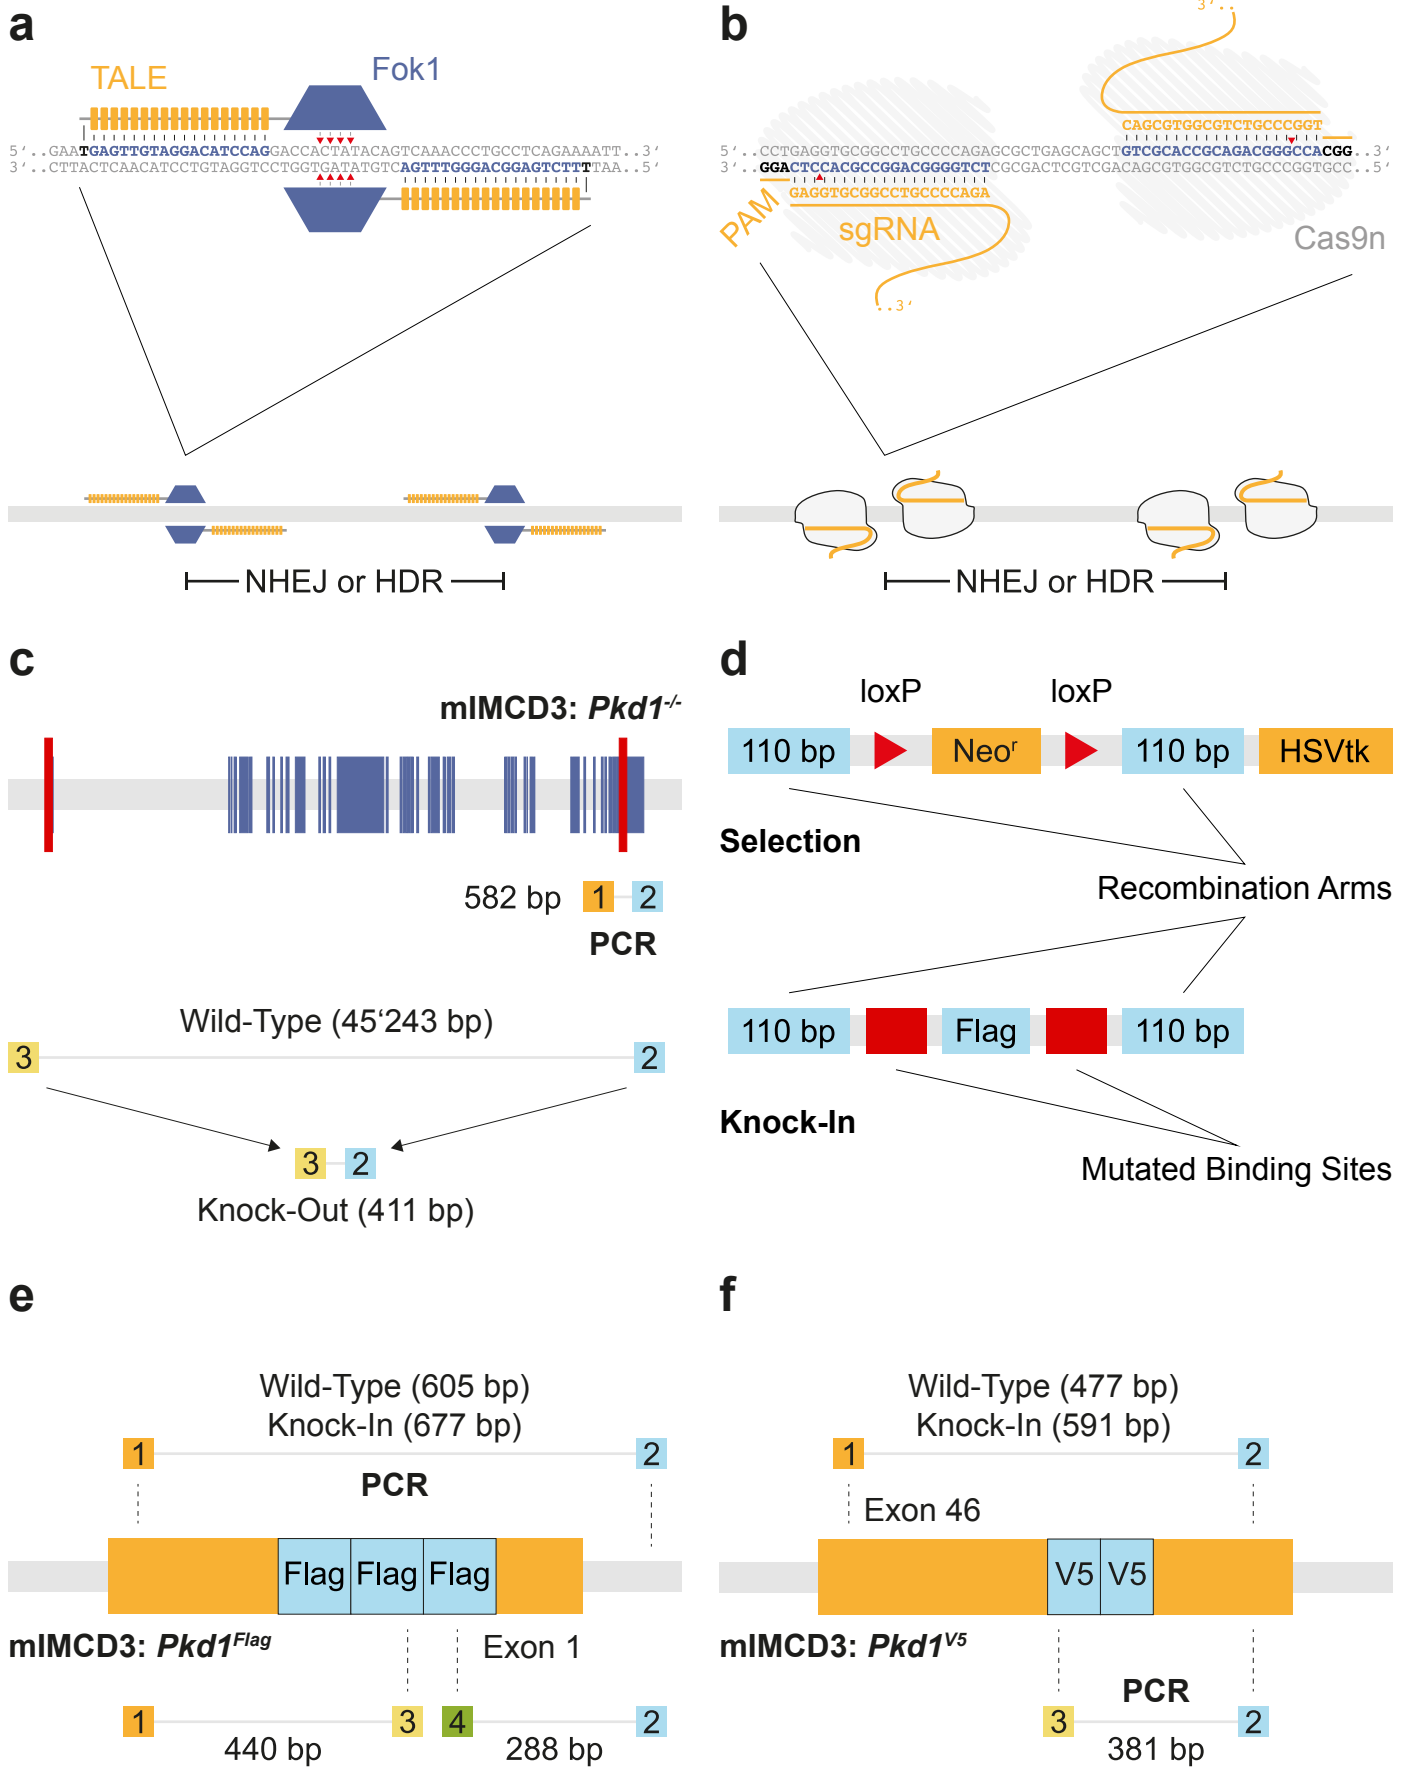 a
TALE
Fok1
5‘..GAATGAGTTGTAGGACATCCAGGACCACTATACAGTCAAACCCTGCCTCAGAAAATT..3‘
3‘..CTTACTCAACATCCTGTAGGTCCTGGTGATATGTCAGTTTGGGACGGAGTCTTTTAA..5‘
NHEJ or HDR
b
3‘..
CAGCGTGGCGTCTGCCCGGT
5‘..CCTGAGGTGCGGCCTGCCCCAGAGCGCTGAGCAGCTGTCGCACCGCAGACGGGCCACGG..3‘
3‘..GGACTCCACGCCGGACGGGGTCTCGCGACTCGTCGACAGCGTGGCGTCTGCCCGGTGCC..5‘
GAGGTGCGGCCTGCCCCAGA
PAM
sgRNA
Cas9n
..3‘
NHEJ or HDR
c
mIMCD3: Pkd1-/-
582 bp
1
2
PCR
Wild-Type (45‘243 bp)
3
2
3
2
Knock-Out (411 bp)
d
loxP
loxP
110 bp
Neor
110 bp
HSVtk
Selection
Recombination Arms
110 bp
Flag
110 bp
Knock-In
Mutated Binding Sites
e
Wild-Type (605 bp)
Knock-In (677 bp)
1
2
PCR
Flag
Flag
Flag
mIMCD3: Pkd1Flag
Exon 1
1
3
4
2
440 bp
288 bp
f
Wild-Type (477 bp)
Knock-In (591 bp)
1
2
Exon 46
V5
V5
mIMCD3: Pkd1V5
PCR
3
2
381 bp